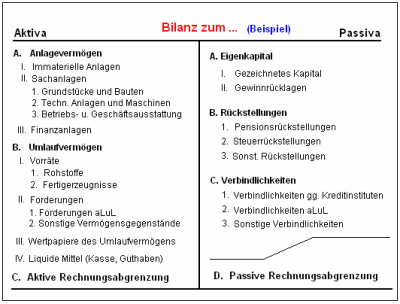 Aktiva
Bilanz zum ... (Beispiel)
Passiva
A. Anlagevermögen
I. Immaterielle Anlagen
II. Sachanlagen
1. Grundstücke und Bauten
2. Techn. Anlagen und Maschinen
3. Betriebs- u. Geschäftsausstattung
III. Finanzanlagen
B. Umlaufvermögen
I. Vorräte
1. Rohstoffe
2. Fertigerzeugnisse
II. Forderungen
1. Forderungen aLuL
2. Sonstige Vermögensgegenstände
III. Wertpapiere des Umlaufvermögens
IV. Liquide Mittel (Kasse, Guthaben)
C. Aktive Rechnungsabgrenzung
A. Eigenkapital
I. Gezeichnetes Kapital
II. Gewinnrücklagen
B. Rückstellungen
1. Pensionsrückstellungen
2. Steuerrückstellungen
3. Sonst. Rückstellungen
C. Verbindlichkeiten
1. Verbindlichkeiten gg. Kreditinstituten
2. Verbindlichkeiten aLuL
3. Sonstige Verbindlichkeiten
D. Passive Rechnungsabgrenzung